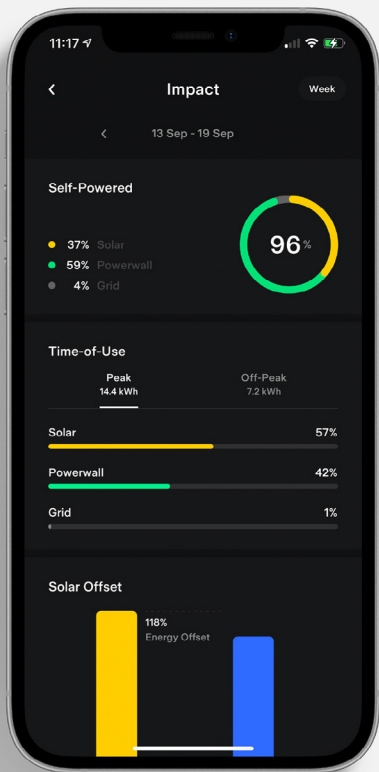 11:17
Impact
Week
13 Sep - 19 Sep
Self-Powered
37% Solar
59% Powerwall
4% Grid
96%
Time-of-Use
Peak
14.4 kWh
Off-Peak
7.2 kWh
Solar
57%
Powerwall
42%
Grid
1%
Solar Offset
118%
Energy Offset